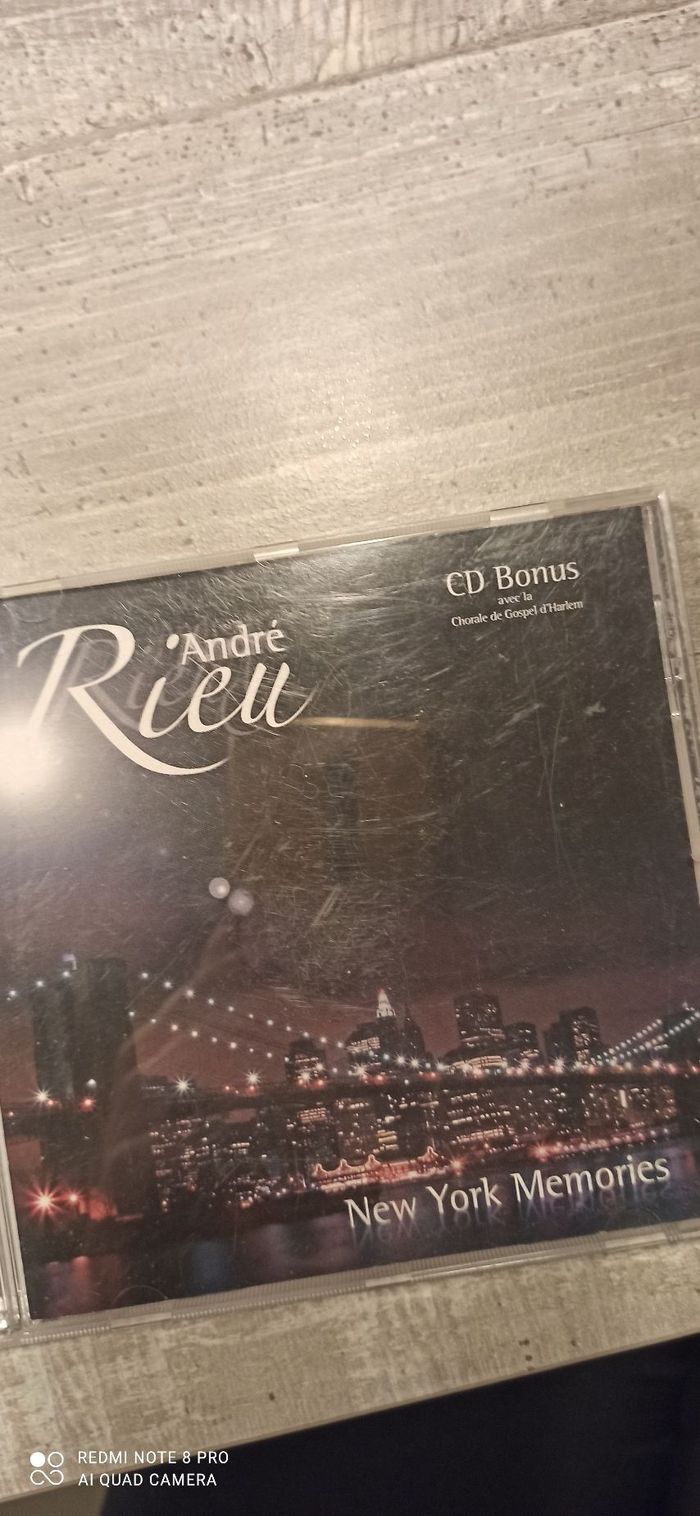 CD Bonus
avec la
Chorale de Gospel d'Harlem
André
Rieu
New York Memories
REDMI NOTE 8 PRO
AI QUAD CAMERA